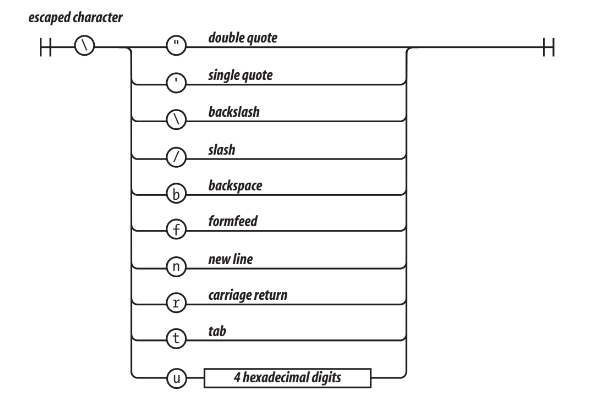 escaped character
\
" double quote
' single quote
\ backslash
/ slash
b backspace
f formfeed
n new line
r carriage return
t tab
u 4 hexadecimal digits